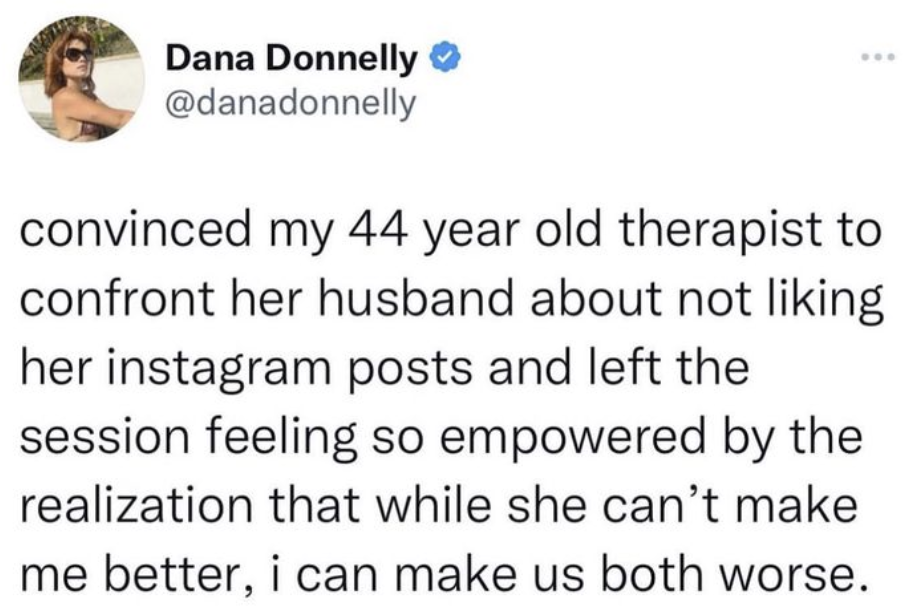 Dana Donnelly
@danadonnelly
convinced my 44 year old therapist to
confront her husband about not liking
her instagram posts and left the
session feeling so empowered by the
realization that while she can’t make
me better, i can make us both worse.